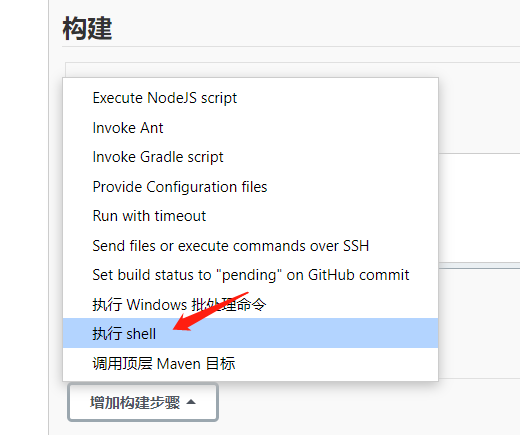 构建
Execute NodeJS script
Invoke Ant
Invoke Gradle script
Provide Configuration files
Run with timeout
Send files or execute commands over SSH
Set build status to "pending" on GitHub commit
执行 Windows 批处理命令
执行 shell
调用顶层 Maven 目标
增加构建步骤